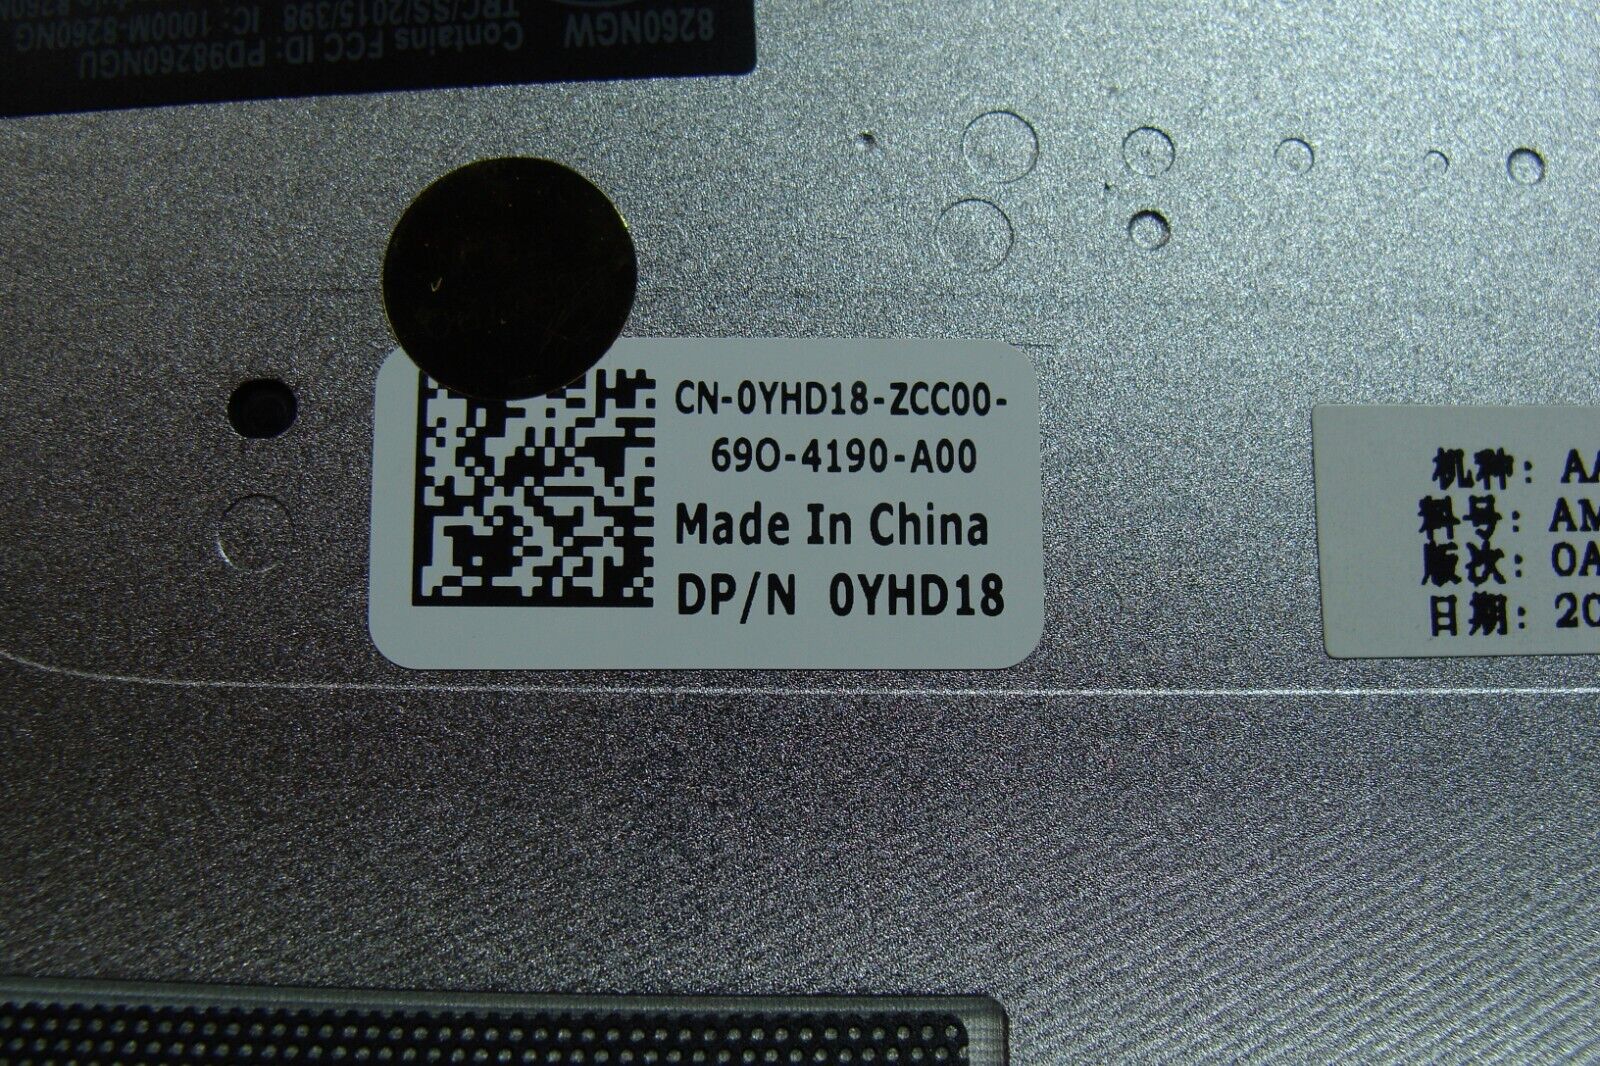 8260NGW
Contains FCC ID: PD98260NGU
TRC/SS/2015/398 IC: 1000M-8260NG
CN-0YHD18-ZCC00-
69O-4190-A00
Made In China
DP/N 0YHD18
机种: AA
料号: AM
版次: 0A
日期: 20